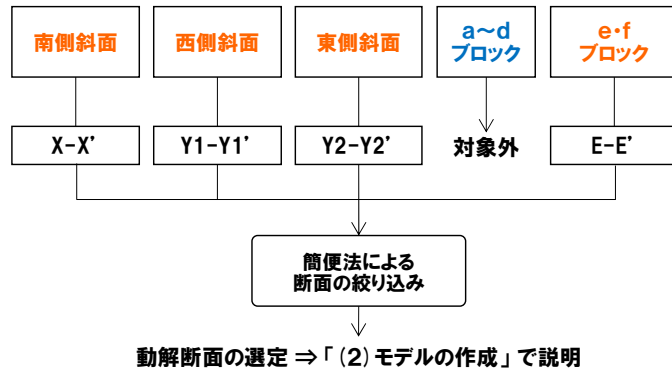 南側斜面
西側斜面
東側斜面
a～d
ブロック
e・f
ブロック
X-X’
Y1-Y1’
Y2-Y2’
対象外
E-E’
簡便法による
断面の絞り込み
動解断面の選定 ⇒「(2)モデルの作成」で説明